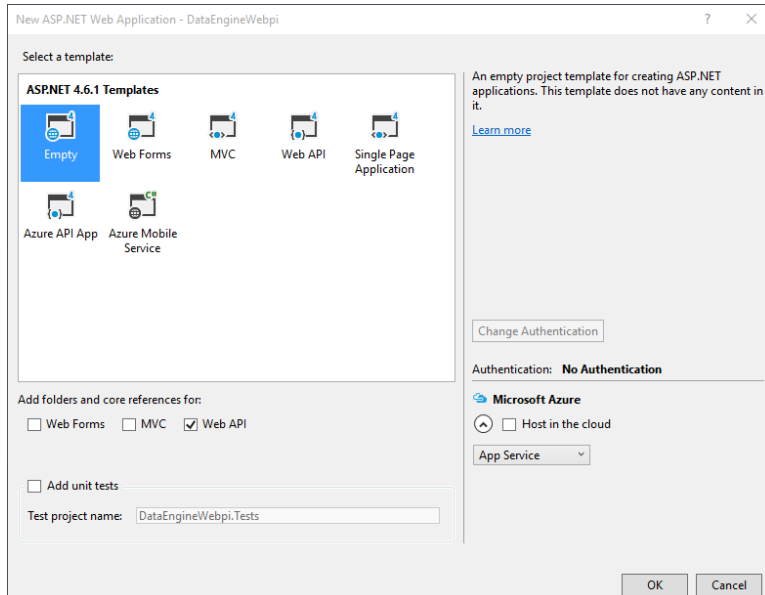 New ASP.NET Web Application - DataEngineWebpi
?
Select a template:
ASP.NET 4.6.1 Templates
Empty
Web Forms
MVC
Web API
Single Page
Application
Azure API App
Azure Mobile
Service
An empty project template for creating ASP.NET
applications. This template does not have any content in
it.
Learn more
Change Authentication
Authentication: No Authentication
Add folders and core references for:
Web Forms
MVC
Web API
Microsoft Azure
Host in the cloud
App Service
Add unit tests
Test project name: DataEngineWebpi.Tests
OK
Cancel